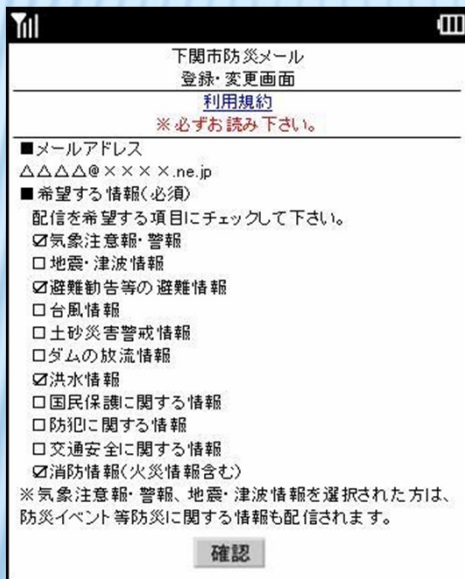 下関市防災メール
登録・変更画面
利用規約
※必ずお読み下さい。
■メールアドレス
△△△△@××××.ne.jp
■希望する情報(必須)
配信を希望する項目にチェックして下さい。
☑気象注意報・警報
□地震・津波情報
☑避難勧告等の避難情報
□台風情報
□土砂災害警戒情報
□ダムの放流情報
☑洪水情報
□国民保護に関する情報
□防犯に関する情報
□交通安全に関する情報
☑消防情報(火災情報含む)
※気象注意報・警報、地震・津波情報を選択された方は、
防災イベント等防災に関する情報も配信されます。
確認